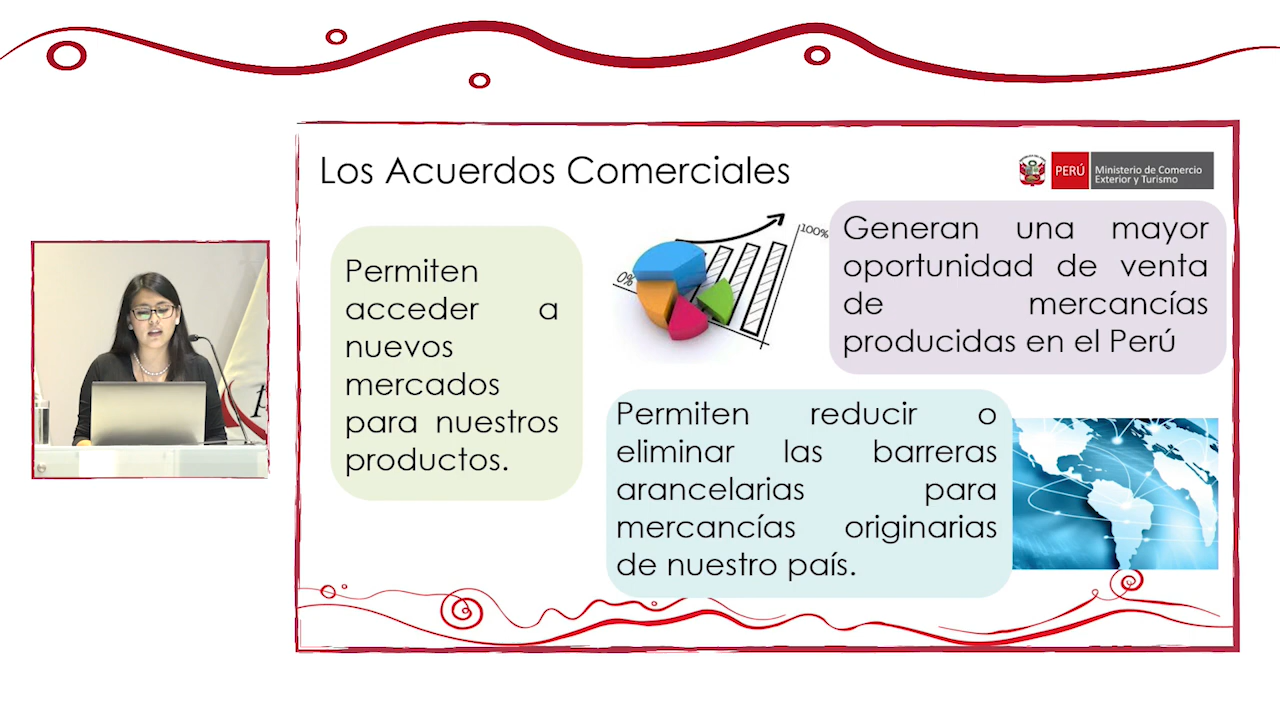 Los Acuerdos Comerciales
PERÚ
Ministerio de Comercio
Exterior y Turismo
Permiten
acceder a
nuevos
mercados
para nuestros
productos.
0%
100%
Generan una mayor
oportunidad de venta
de mercancías
producidas en el Perú
Permiten reducir o
eliminar las barreras
arancelarias para
mercancías originarias
de nuestro país.